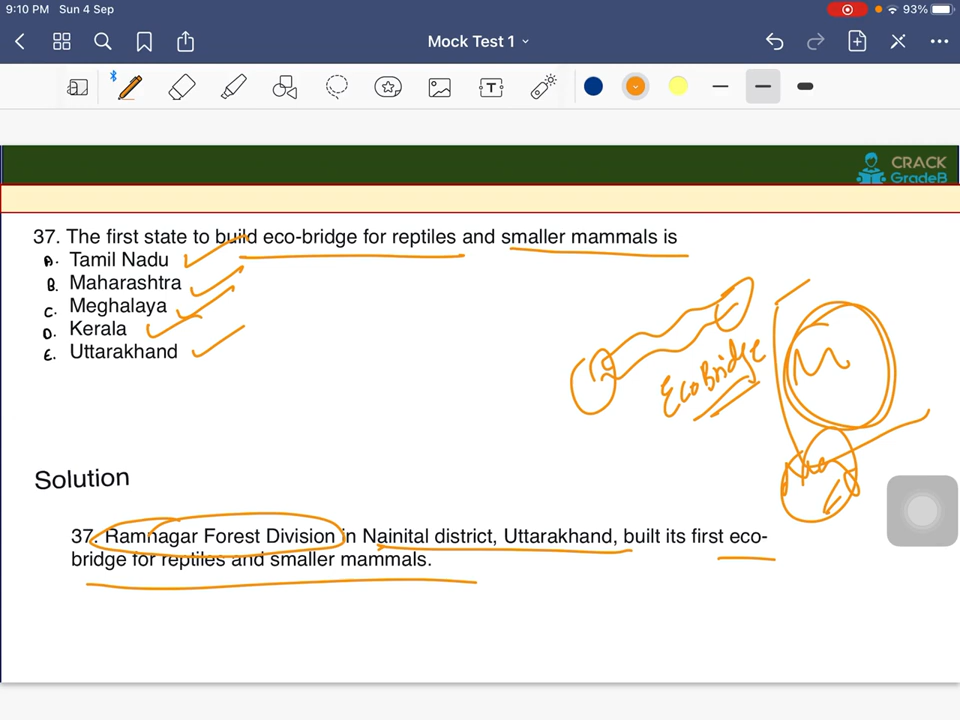 9:10 PM Sun 4 Sep 93%
Mock Test 1
T
CRACK
GradeB
37. The first state to build eco-bridge for reptiles and smaller mammals is
A. Tamil Nadu
B. Maharashtra
C. Meghalaya
D. Kerala
E. Uttarakhand
EcoBridge
Solution
37. Ramnagar Forest Division in Nainital district, Uttarakhand, built its first eco-
bridge for reptiles and smaller mammals.